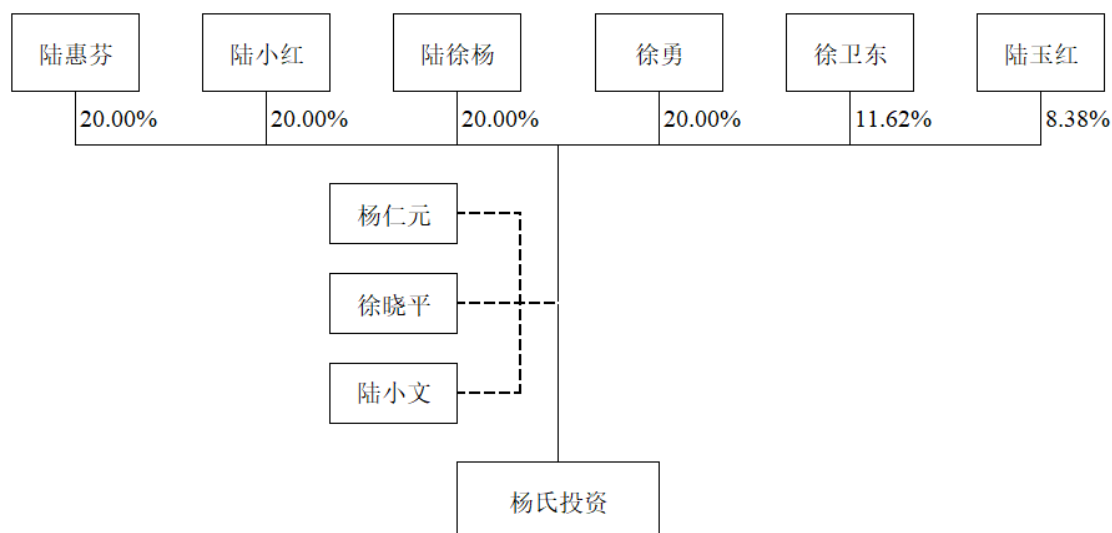 陆惠芬 陆小红 陆徐杨 徐勇 徐卫东 陆玉红
20.00% 20.00% 20.00% 20.00% 11.62% 8.38%
杨仁元
徐晓平
陆小文
杨氏投资